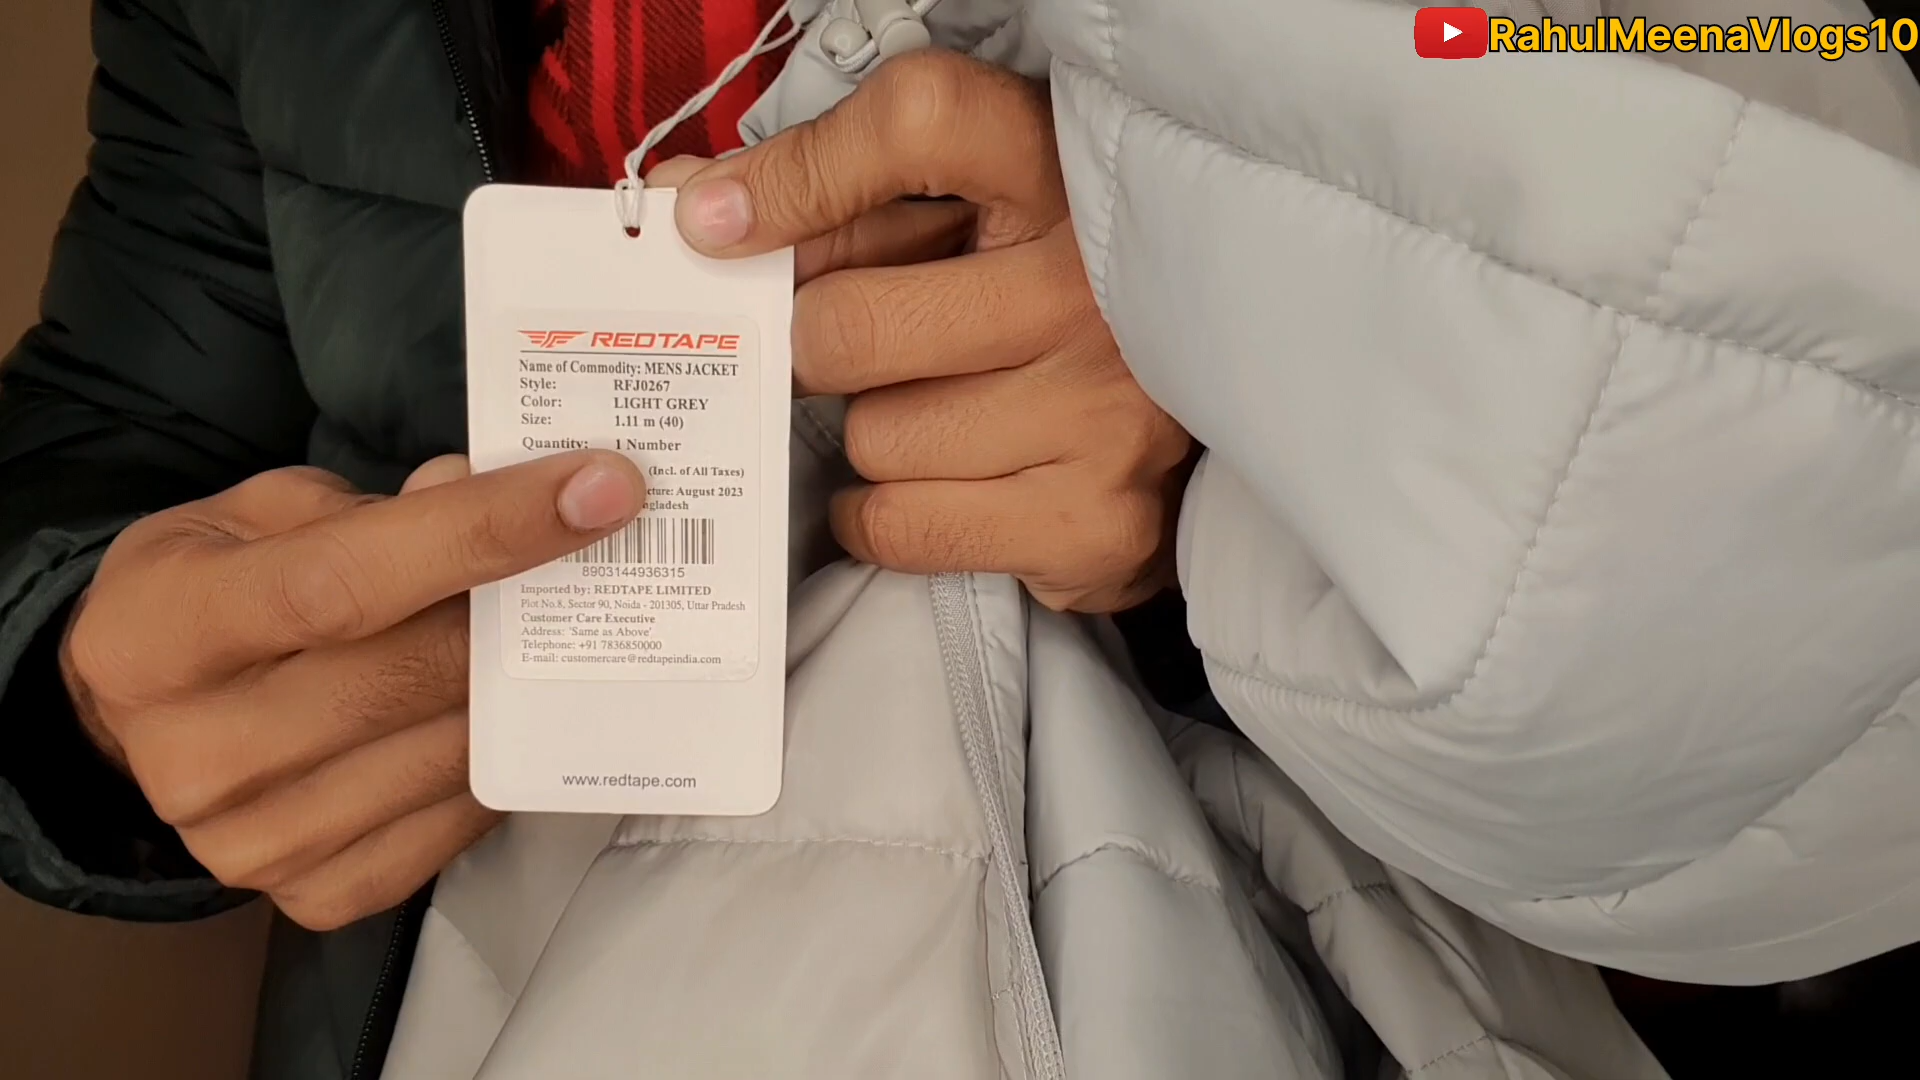 RahulMeenaVlogs10
REDTAPE
Name of Commodity: MENS JACKET
Style: RFJ0267
Color: LIGHT GREY
Size: 1.11 m (40)
Quantity: 1 Number
(Incl. of All Taxes)
August 2023
8903144936315
Imported by: REDTAPE LIMITED
Plot No.8, Sector 90, Noida - 201305, Uttar Pradesh
Customer Care Executive
Address: 'Same as Above'
Telephone: +91 7836850000
E-mail: customercare@redtapeindia.com
www.redtape.com